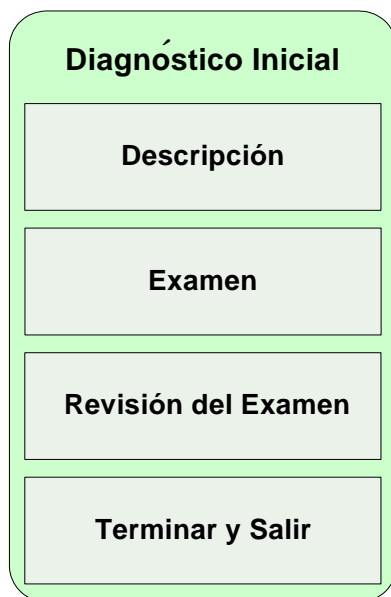 Diagnóstico Inicial
Descripción
Examen
Revisión del Examen
Terminar y Salir